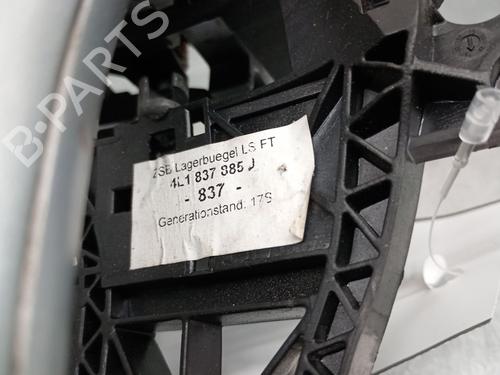 ZSB Lagerbuegel LS FT
4L1 837 885 J
- 837 -
Generationstand: 17S
B-PARTS